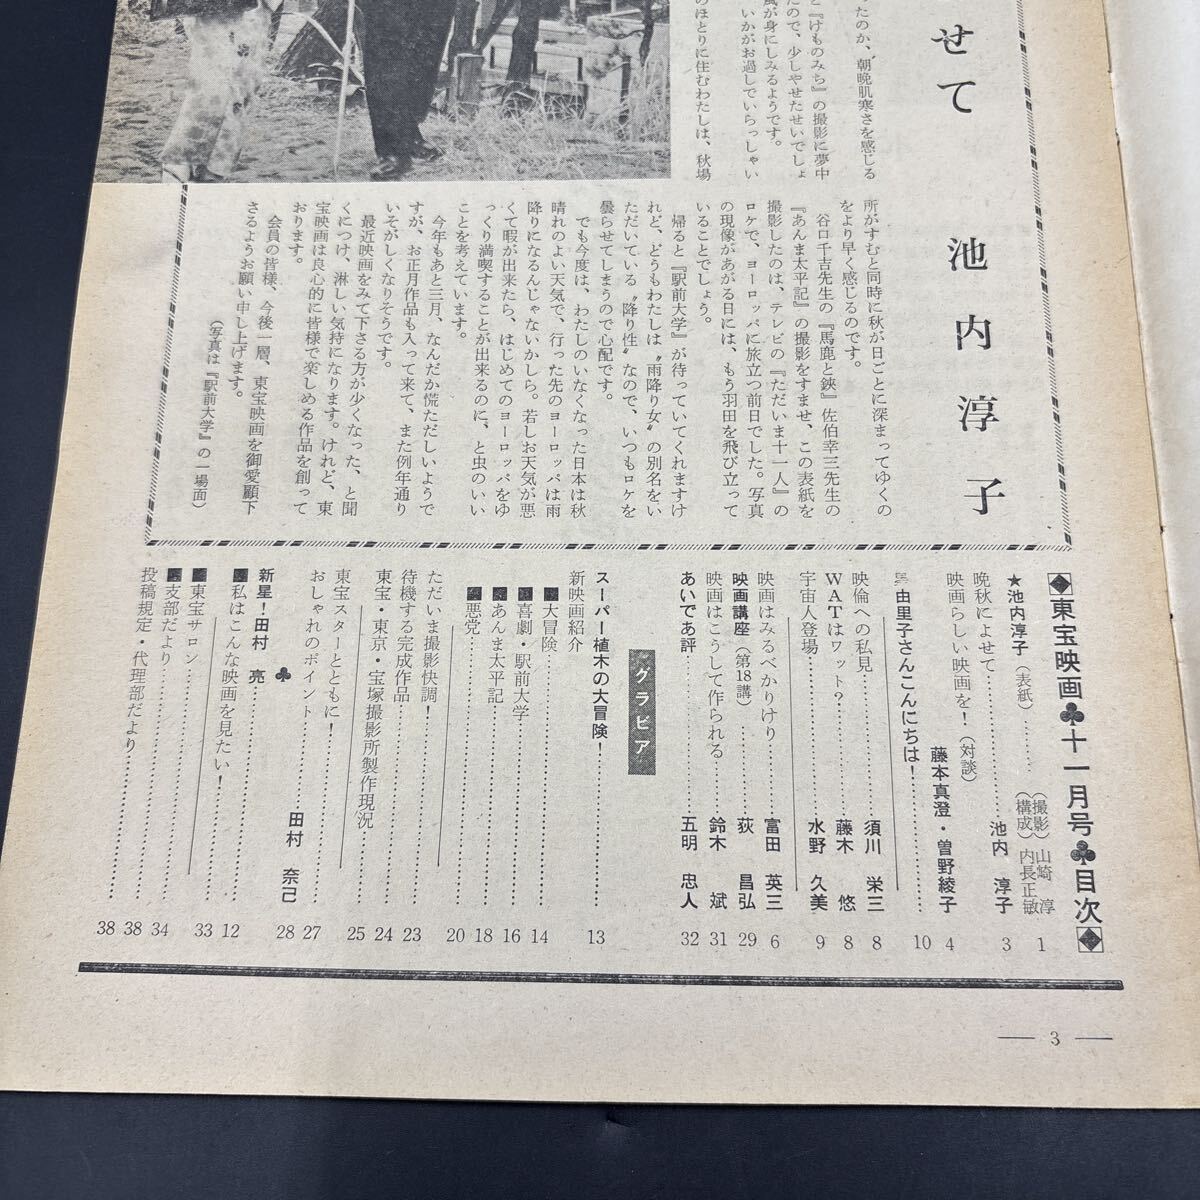 せて
池内淳子
ったのか、朝晩肌寒さを感じる
と『けものみち』の撮影に夢中
たので、少しやせたせいでしょ
風が身にしみるようです。
いかがお過しでいらっしゃい
のほとりに住むわたしは、秋場
所がすむと同時に秋が日ごとに深まってゆくの
をより早く感じるのです。
谷口千吉先生の『馬鹿と鋏』佐伯幸三先生の
『あんま太平記』の撮影をすませ、この表紙を
撮影したのは、テレビの『ただいま十一人』の
ロケで、ヨーロッパに旅立つ前日でした。写真
の現像があがる日には、もう羽田を飛び立って
いることでしょう。
帰ると『駅前大学』が待っていてくれますけ
れど、どうもわたしは〝雨降り女〟の別名をい
ただいている〝降り性〟なので、いつもロケを
曇らせてしまうので心配です。
でも今度は、わたしのいなくなった日本は秋
晴れのよい天気で、行った先のヨーロッパは雨
降りになるんじゃないかしら。若しお天気が悪
くて暇が出来たら、はじめてのヨーロッパをゆ
っくり満喫することが出来るのに、と虫のいい
ことを考えています。
今年もあと三月、なんだか慌ただしいようで
すが、お正月作品も入って来て、また例年通り
いそがしくなりそうです。
最近映画をみて下さる方が少くなった、と聞
くにつけ、淋しい気持になります。けれど、東
宝映画は良心的に皆様で楽しめる作品を創って
おります。
会員の皆様、今後一層、東宝映画を御愛顧下
さるようお願い申し上げます。
（写真は『駅前大学』の一場面）
◆東宝映画♣十一月号♣目次◆
★池内淳子（表紙）……（撮影）山崎 淳 （構成）内長正敏 1
晩秋によせて……池内 淳子 3
映画らしい映画を！（対談）藤本真澄・曽野綾子 4
由里子さんこんにちは！…… 10
映倫への私見……須川 栄三 8
WATはワット？……藤木 悠 8
宇宙人登場……水野 久美 9
映画はみるべかりけり……富田 英三 6
映画講座（第18講）……荻 昌弘 29
映画はこうして作られる……鈴木 斌 31
あいであ評……五明 忠人 32
グラビア
スーパー植木の大冒険！…… 13
新映画紹介
■大冒険…… 14
■喜劇・駅前大学…… 16
■あんま太平記…… 18
■悪党…… 20
ただいま撮影快調！…… 23
待機する完成作品…… 24
東宝・東京・宝塚撮影所製作現況 25
東宝スターとともに！…… 27
おしゃれのポイント……田村 奈己 28
♣
新星！田村 亮……
私はこんな映画を見たい！…… 12
東宝サロン…… 33
支部だより…… 34
投稿規定・代理部だより…… 38
38
— 3 —